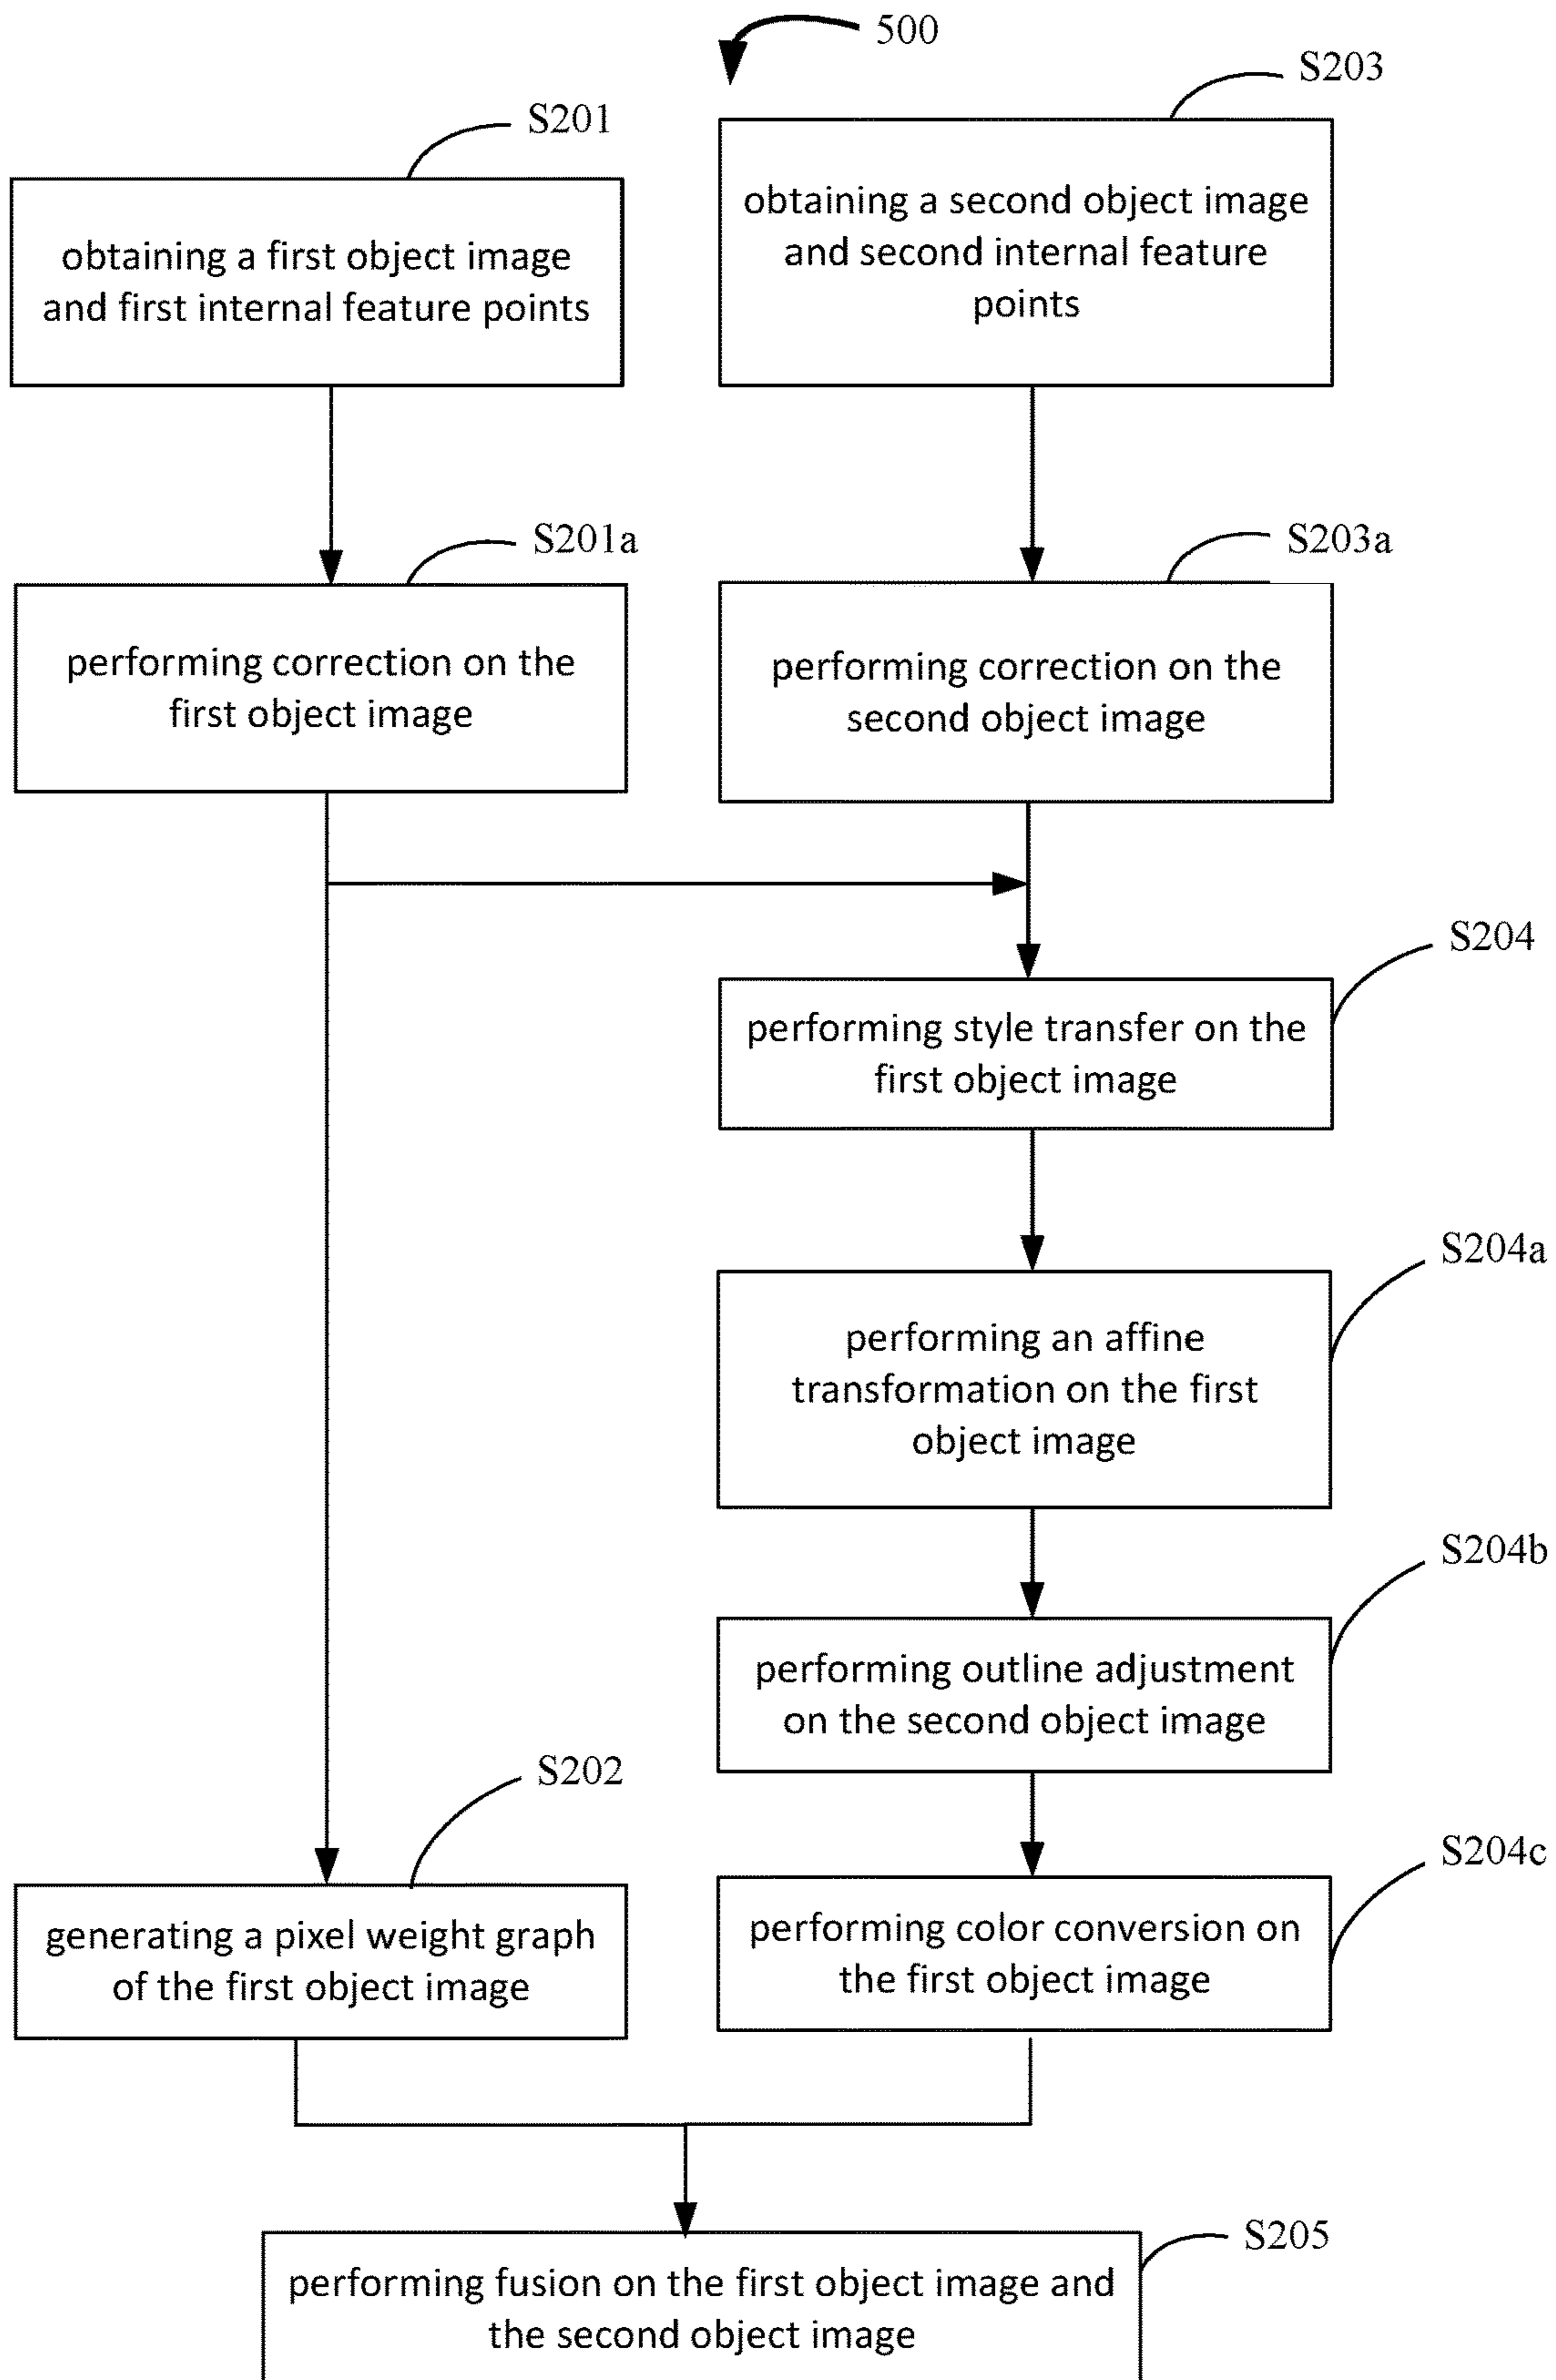 500
S203
S201
obtaining a second object image
and second internal feature
points
obtaining a first object image
and first internal feature points
S201a
S203a
performing correction on the
first object image
performing correction on the
second object image
S204
performing style transfer on the
first object image
S204a
performing an affine
transformation on the first
object image
S204b
performing outline adjustment
on the second object image
S202
S204c
generating a pixel weight graph
of the first object image
performing color conversion on
the first object image
S205
performing fusion on the first object image and
the second object image